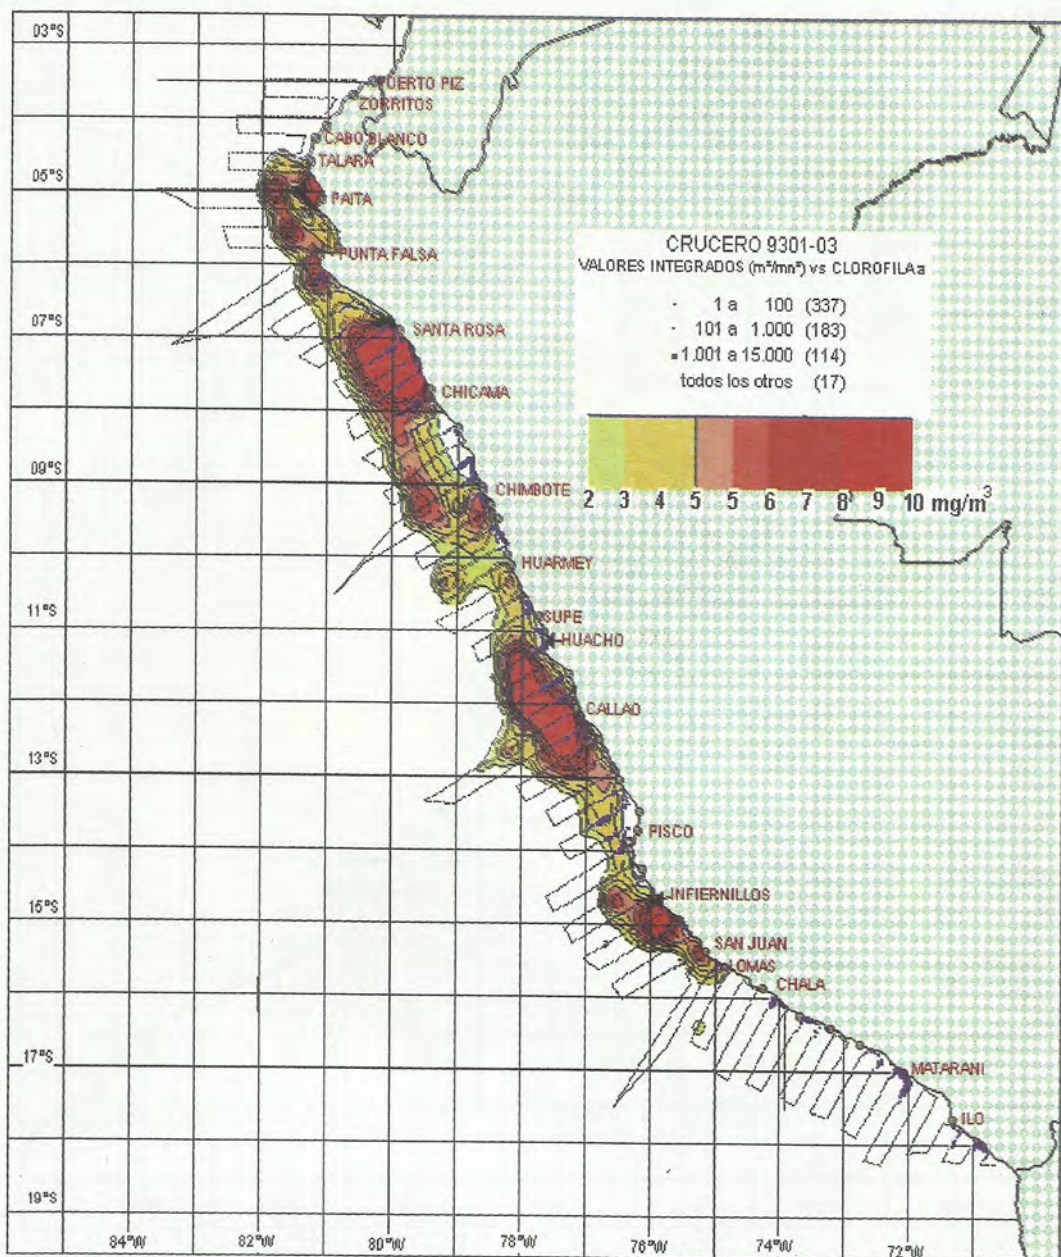 03°S
PUERTO PIZ
ZORRITOS
CABO BLANCO
TALARA
05°S
PAITA
PUNTA FALSA
CRUCERO 9301-03
VALORES INTEGRADOS (m²/mn²) vs CLOROFILA a
1 a 100 (337)
101 a 1.000 (183)
1.001 a 15.000 (114)
todos los otros (17)
07°S
SANTA ROSA
CHICAMA
2 3 4 5 5 6 7 8 9 10 mg/m³
09°S
CHIMBOTE
HUARMEY
11°S
SUPE
HUACHO
CALLAO
13°S
PISCO
INFIERNILLOS
15°S
SAN JUAN
LOMAS
CHALA
17°S
MATARANI
ILO
19°S
84°W 82°W 80°W 78°W 76°W 74°W 72°W